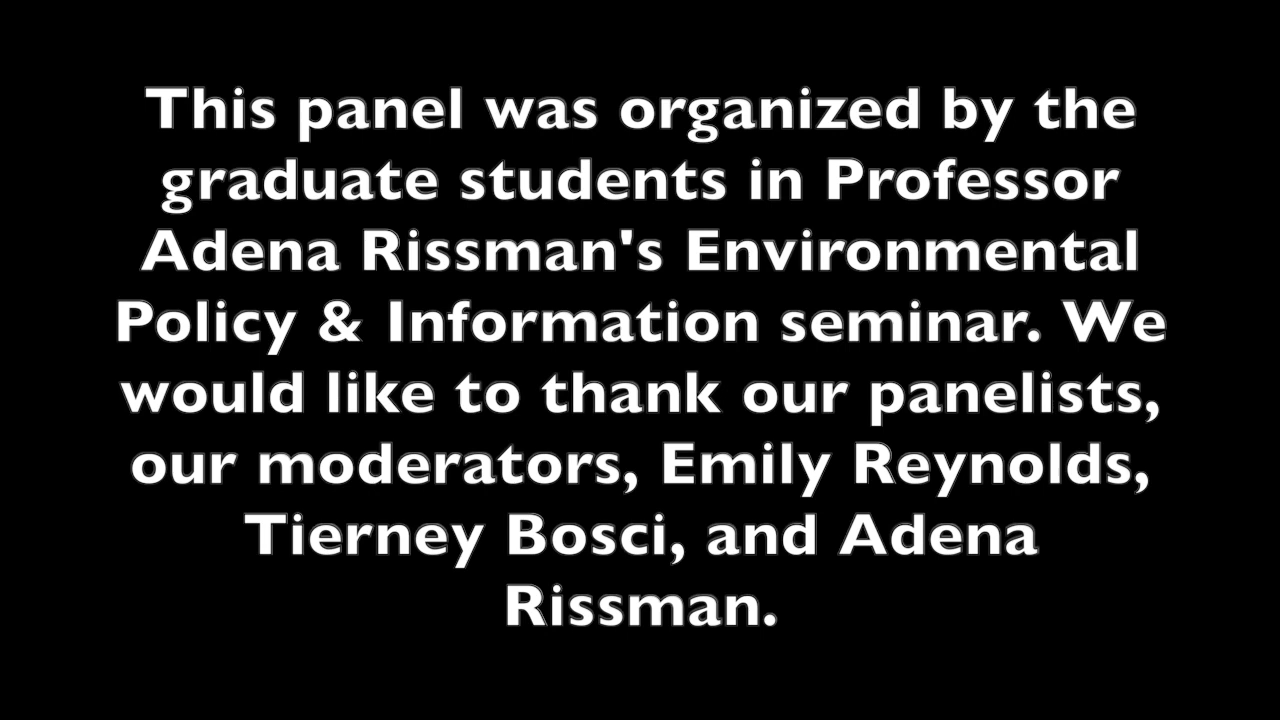 This panel was organized by the
graduate students in Professor
Adena Rissman's Environmental
Policy & Information seminar. We
would like to thank our panelists,
our moderators, Emily Reynolds,
Tierney Bosci, and Adena
Rissman.